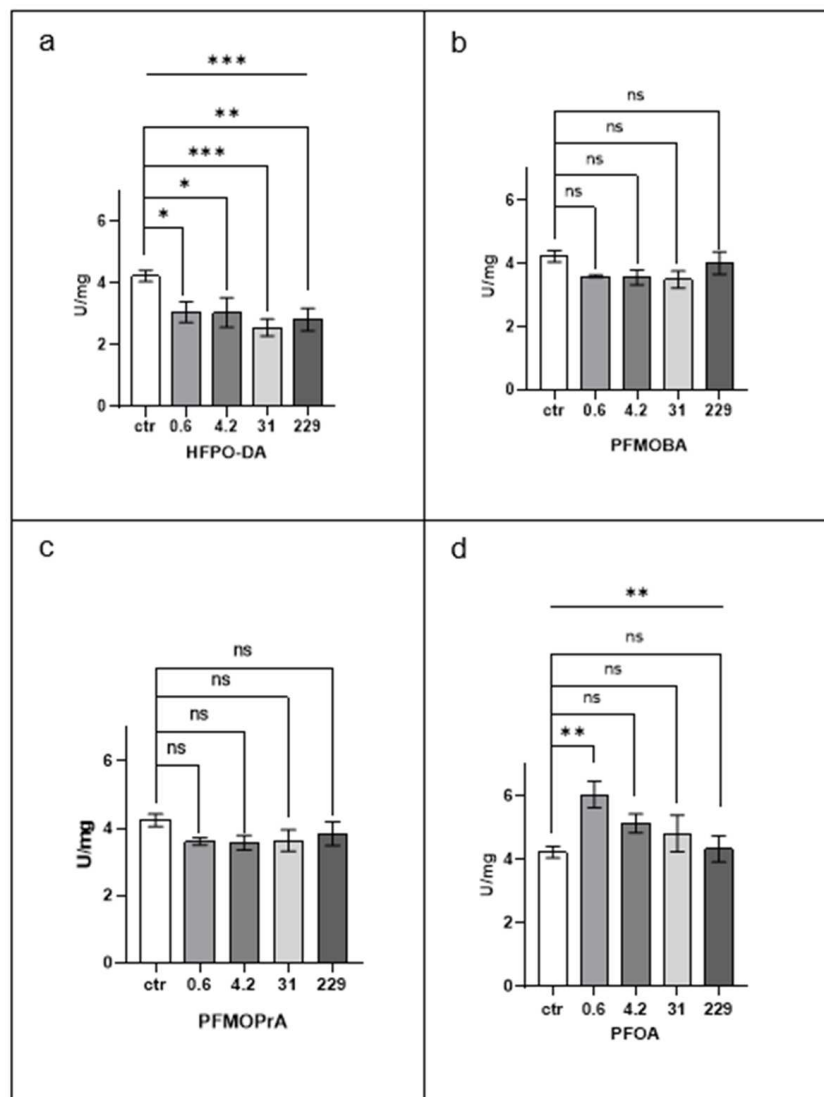 a
***
**
***
*
*
6
4
2
0
U/mg
ctr 0.6 4.2 31 229
HFPO-DA
b
ns
ns
ns
ns
6
4
2
0
U/mg
ctr 0.6 4.2 31 229
PFMOBA
c
ns
ns
ns
ns
6
4
2
0
U/mg
ctr 0.6 4.2 31 229
PFMOPrA
d
**
ns
ns
ns
**
6
4
2
0
U/mg
ctr 0.6 4.2 31 229
PFOA